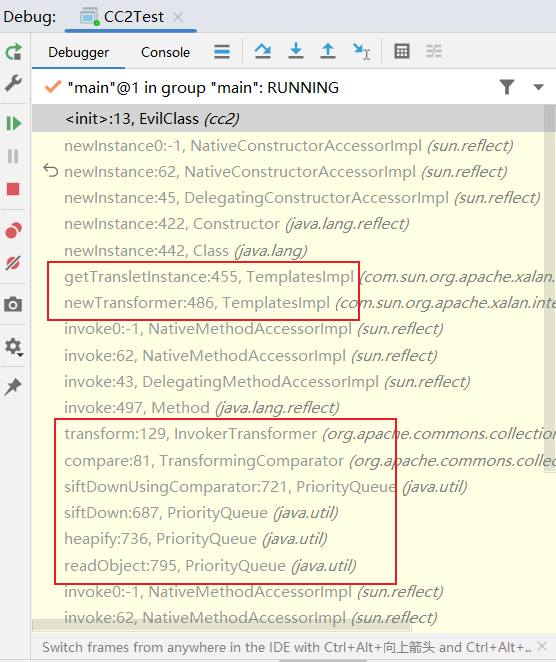 Debug: CC2Test
Debugger Console
"main"@1 in group "main": RUNNING
<init>:13, EvilClass (cc2)
newInstance0:-1, NativeConstructorAccessorImpl (sun.reflect)
newInstance:62, NativeConstructorAccessorImpl (sun.reflect)
newInstance:45, DelegatingConstructorAccessorImpl (sun.reflect)
newInstance:422, Constructor (java.lang.reflect)
newInstance:442, Class (java.lang)
getTransletInstance:455, TemplatesImpl (com.sun.org.apache.xalan.int
newTransformer:486, TemplatesImpl (com.sun.org.apache.xalan.inte
invoke0:-1, NativeMethodAccessorImpl (sun.reflect)
invoke:62, NativeMethodAccessorImpl (sun.reflect)
invoke:43, DelegatingMethodAccessorImpl (sun.reflect)
invoke:497, Method (java.lang.reflect)
transform:129, InvokerTransformer (org.apache.commons.collection
compare:81, TransformingComparator (org.apache.commons.collec
siftDownUsingComparator:721, PriorityQueue (java.util)
siftDown:687, PriorityQueue (java.util)
heapify:736, PriorityQueue (java.util)
readObject:795, PriorityQueue (java.util)
invoke0:-1, NativeMethodAccessorImpl (sun.reflect)
invoke:62, NativeMethodAccessorImpl (sun.reflect)
Switch frames from anywhere in the IDE with Ctrl+Alt+向上箭头 and Ctrl+Alt+..